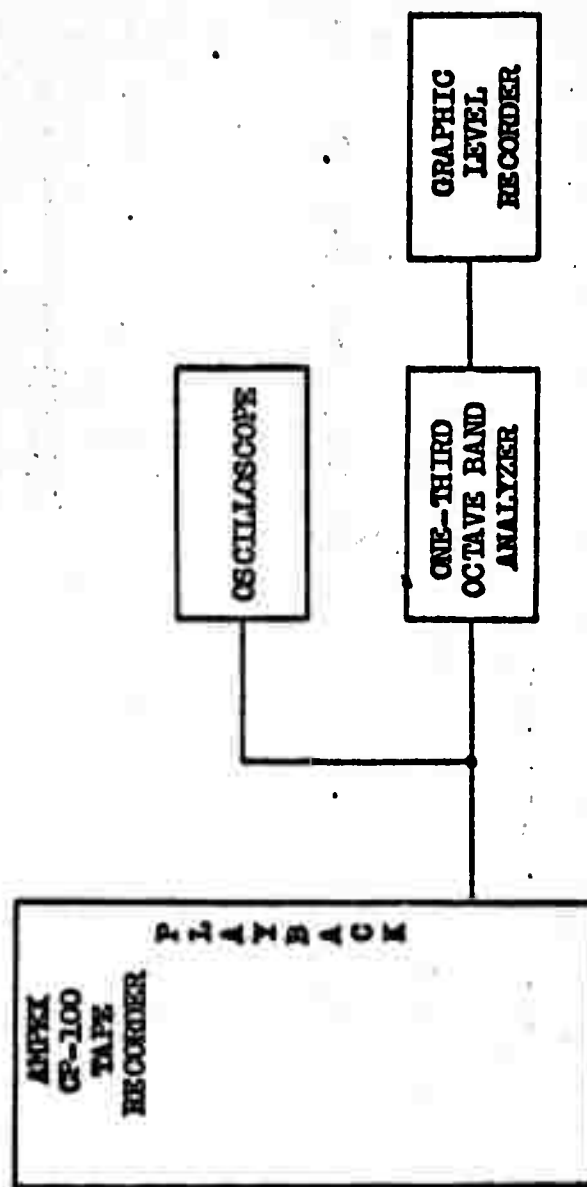 AMPEX
CP-100
TAPE
RECORDER
PLAYBACK
OSCILLOSCOPE
ONE-THIRD
OCTAVE BAND
ANALYZER
GRAPHIC
LEVEL
RECORDER